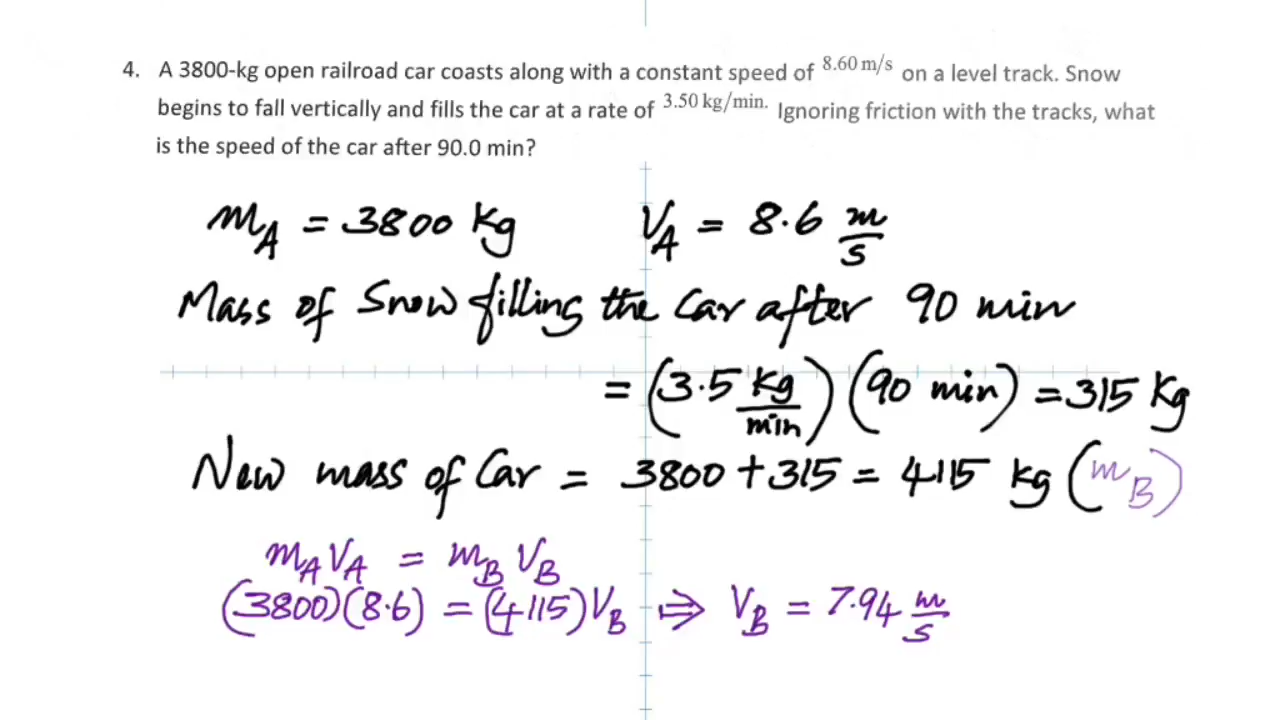 4. A 3800-kg open railroad car coasts along with a constant speed of 8.60 m/s on a level track. Snow
begins to fall vertically and fills the car at a rate of 3.50 kg/min. Ignoring friction with the tracks, what
is the speed of the car after 90.0 min?
m_A = 3800 kg V_A = 8.6 m/s
Mass of Snow filling the Car after 90 min
= (3.5 kg/min) (90 min) = 315 kg
New mass of Car = 3800 + 315 = 4115 kg (m_B)
m_A V_A = m_B V_B
(3800)(8.6) = (4115) V_B ⇒ V_B = 7.94 m/s